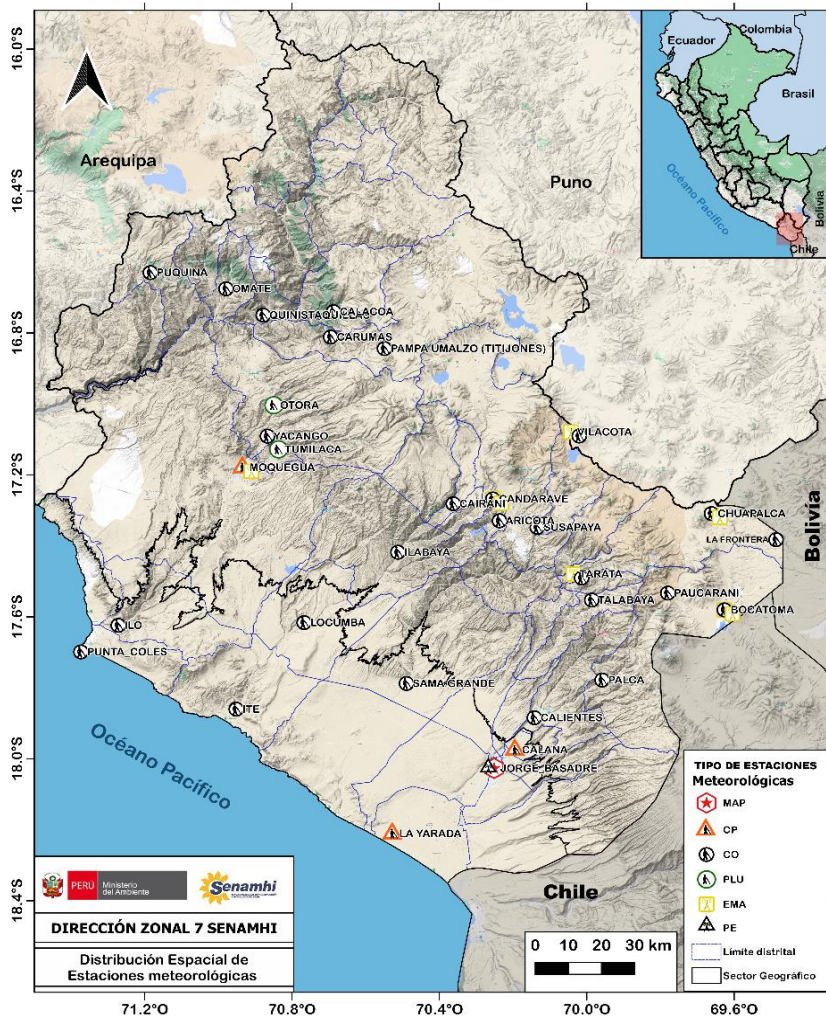 16.0°S
16.4°S
16.8°S
17.2°S
17.6°S
18.0°S
18.4°S
71.2°O
70.8°O
70.4°O
70.0°O
69.6°O
Ecuador
Colombia
Brasil
Océano Pacífico
Bolivia
Chile
Arequipa
Puno
PUQUINA
OMATE
QUINISTAQUILLAS
CALACOA
CARUMAS
PAMPA UMALZO (TITIJONES)
OTORA
YACANGO
TUMILACA
MOQUEGUA
VILACOTA
CANDARAVE
CAIRANI
ARICOTA
SUSAPAYA
CHUAPALCA
LA FRONTERA
Bolívia
ILABAYA
ARATA
TALABAYA
PAUCARANI
BOCATOMA
ILO
LOCUMBA
PUNTA_COLES
SAMA GRANDE
PALCA
ITE
CALIENTES
CALANA
JORGE_BASADRE
LA YARADA
Océano Pacífico
Chile
PERÚ
Ministerio
del Ambiente
Senamhi
DIRECCIÓN ZONAL 7 SENAMHI
Distribución Espacial de
Estaciones meteorológicas
0 10 20 30 km
TIPO DE ESTACIONES
Meteorológicas
MAP
CP
CO
PLU
EMA
PE
Límite distrital
Sector Geográfico